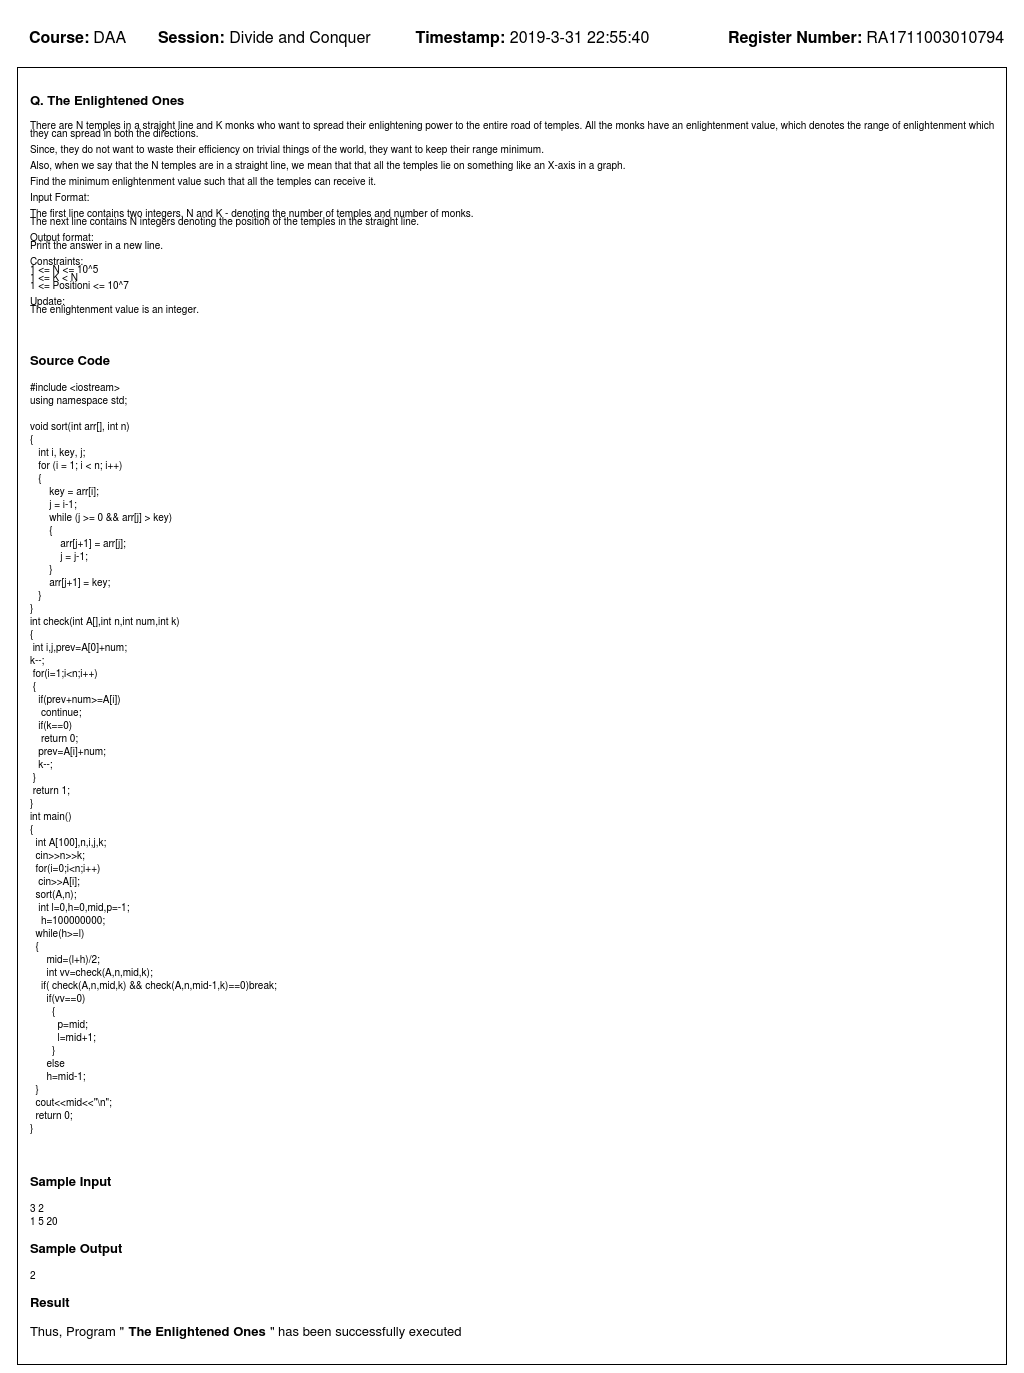 Course: DAA Session: Divide and Conquer Timestamp: 2019-3-31 22:55:40 Register Number: RA1711003010794
Q. The Enlightened Ones
There are N temples in a straight line and K monks who want to spread their enlightening power to the entire road of temples. All the monks have an enlightenment value, which denotes the range of enlightenment which
they can spread in both the directions.
Since, they do not want to waste their efficiency on trivial things of the world, they want to keep their range minimum.
Also, when we say that the N temples are in a straight line, we mean that that all the temples lie on something like an X-axis in a graph.
Find the minimum enlightenment value such that all the temples can receive it.
Input Format:
The first line contains two integers, N and K - denoting the number of temples and number of monks.
The next line contains N integers denoting the position of the temples in the straight line.
Output format:
Print the answer in a new line.
Constraints:
1 <= N <= 10^5
1 <= K < N
1 <= Positioni <= 10^7
Update:
The enlightenment value is an integer.
Source Code
#include <iostream>
using namespace std;
void sort(int arr[], int n)
{
int i, key, j;
for (i = 1; i < n; i++)
{
key = arr[i];
j = i-1;
while (j >= 0 && arr[j] > key)
{
arr[j+1] = arr[j];
j = j-1;
}
arr[j+1] = key;
}
}
int check(int A[],int n,int num,int k)
{
int i,j,prev=A[0]+num;
k--;
for(i=1;i<n;i++)
{
if(prev+num>=A[i])
continue;
if(k==0)
return 0;
prev=A[i]+num;
k--;
}
return 1;
}
int main()
{
int A[100],n,i,j,k;
cin>>n>>k;
for(i=0;i<n;i++)
cin>>A[i];
sort(A,n);
int l=0,h=0,mid,p=-1;
h=100000000;
while(h>=l)
{
mid=(l+h)/2;
int vv=check(A,n,mid,k);
if( check(A,n,mid,k) && check(A,n,mid-1,k)==0)break;
if(vv==0)
{
p=mid;
l=mid+1;
}
else
h=mid-1;
}
cout<<mid<<"\n";
return 0;
}
Sample Input
3 2
1 5 20
Sample Output
2
Result
Thus, Program " The Enlightened Ones " has been successfully executed